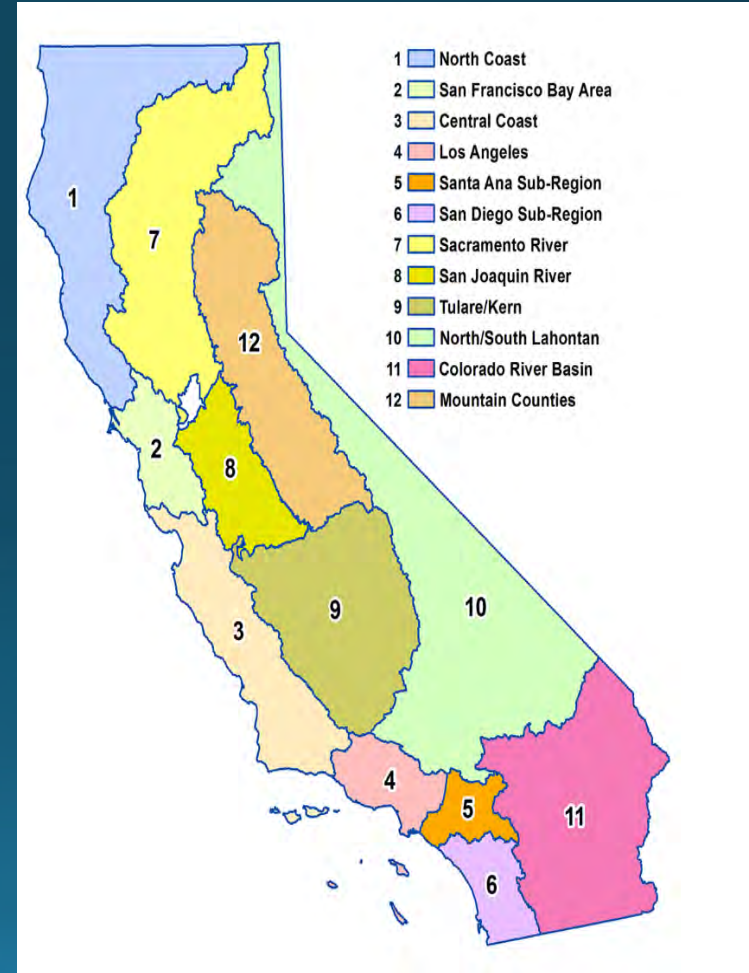 1 North Coast
2 San Francisco Bay Area
3 Central Coast
4 Los Angeles
5 Santa Ana Sub-Region
6 San Diego Sub-Region
7 Sacramento River
8 San Joaquin River
9 Tulare/Kern
10 North/South Lahontan
11 Colorado River Basin
12 Mountain Counties
1
7
12
2
8
10
9
3
4
5
11
6